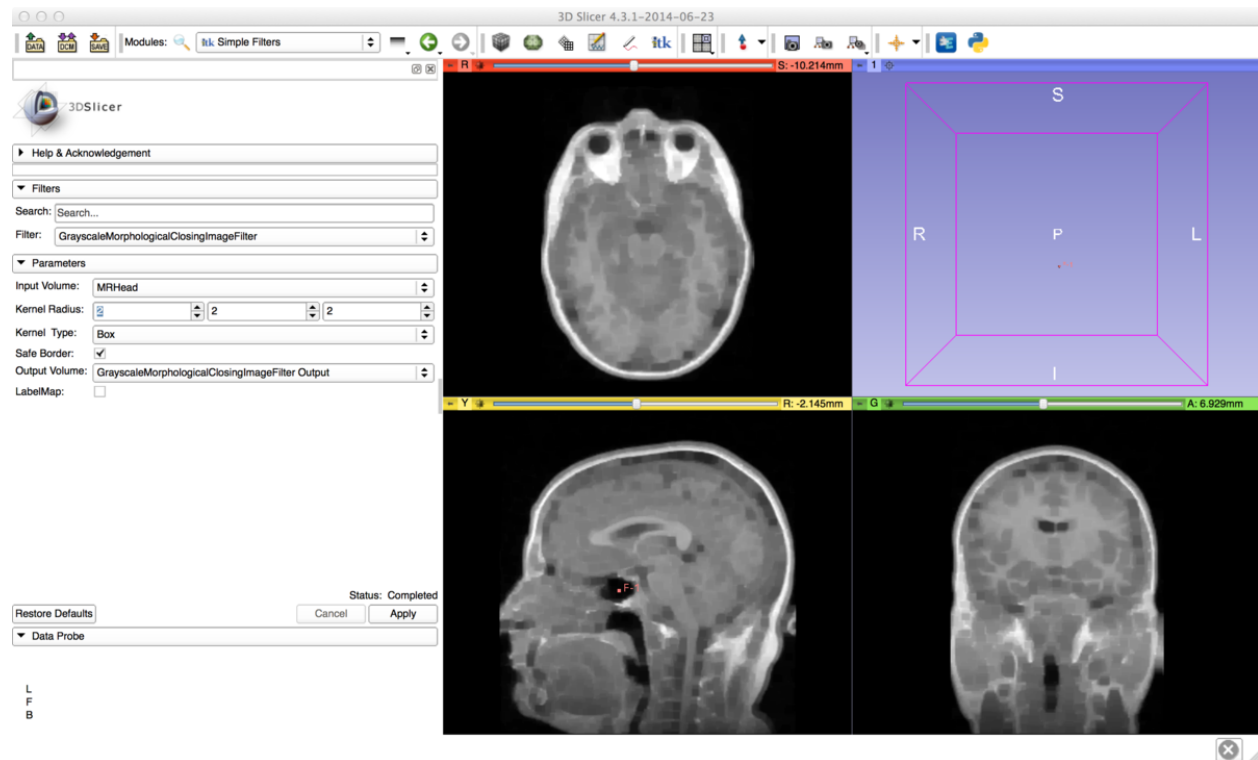 3D Slicer 4.3.1-2014-06-23
DATA DCM SAVE Modules: itk Simple Filters itk
R S: -10.214mm 1
3DSlicer
Help & Acknowledgement
Filters
Search: Search...
Filter: GrayscaleMorphologicalClosingImageFilter
Parameters
Input Volume: MRHead
Kernel Radius: 2 2 2
Kernel Type: Box
Safe Border:
Output Volume: GrayscaleMorphologicalClosingImageFilter Output
LabelMap:
Status: Completed
Restore Defaults Cancel Apply
Data Probe
L
F
B
S
R P L
I
Y R: -2.145mm G A: 6.929mm